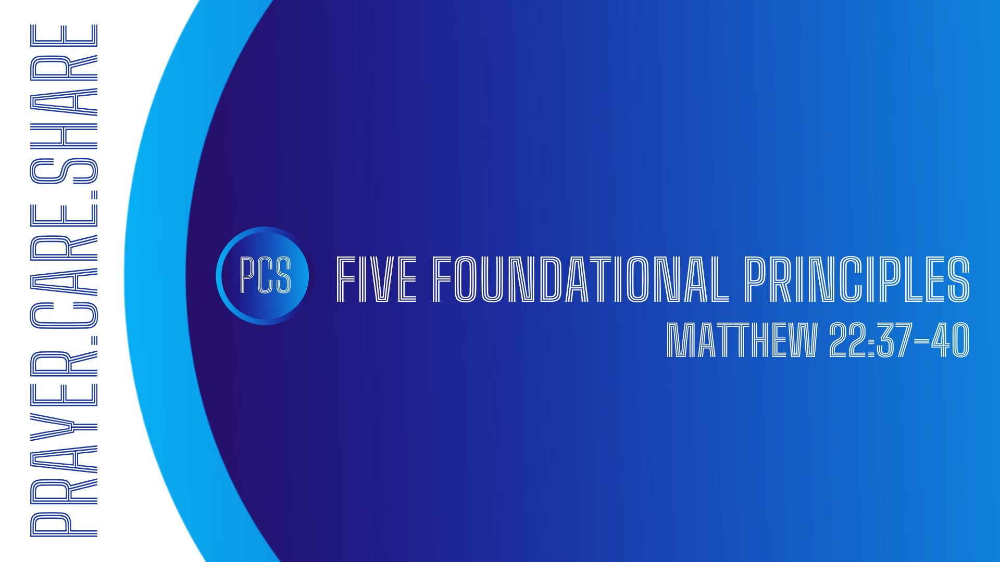 PRAYER.CARE.SHARE
PCS
FIVE FOUNDATIONAL PRINCIPLES
MATTHEW 22:37-40